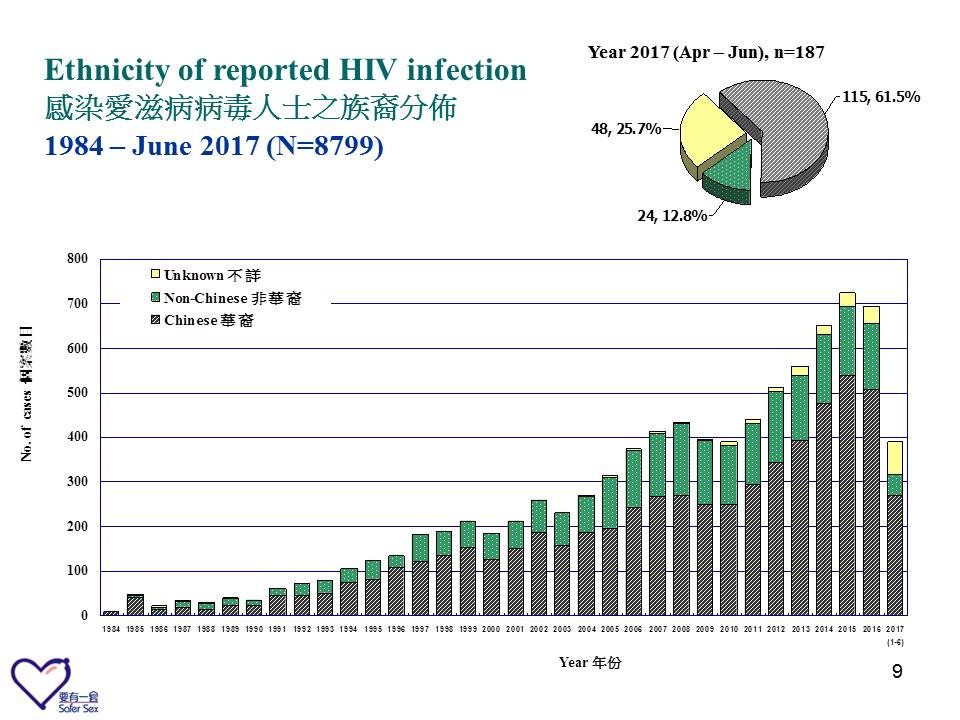 Ethnicity of reported HIV infection
感染愛滋病病毒人士之族裔分佈
1984 – June 2017 (N=8799)
Year 2017 (Apr – Jun), n=187
115, 61.5%
48, 25.7%
24, 12.8%
800
700
600
500
400
300
200
100
0
Unknown 不詳
Non-Chinese 非華裔
Chinese 華裔
No. of cases 個案數目
1984 1985 1986 1987 1988 1989 1990 1991 1992 1993 1994 1995 1996 1997 1998 1999 2000 2001 2002 2003 2004 2005 2006 2007 2008 2009 2010 2011 2012 2013 2014 2015 2016 2017
(1-6)
Year 年份
要有一套
Safer Sex
9